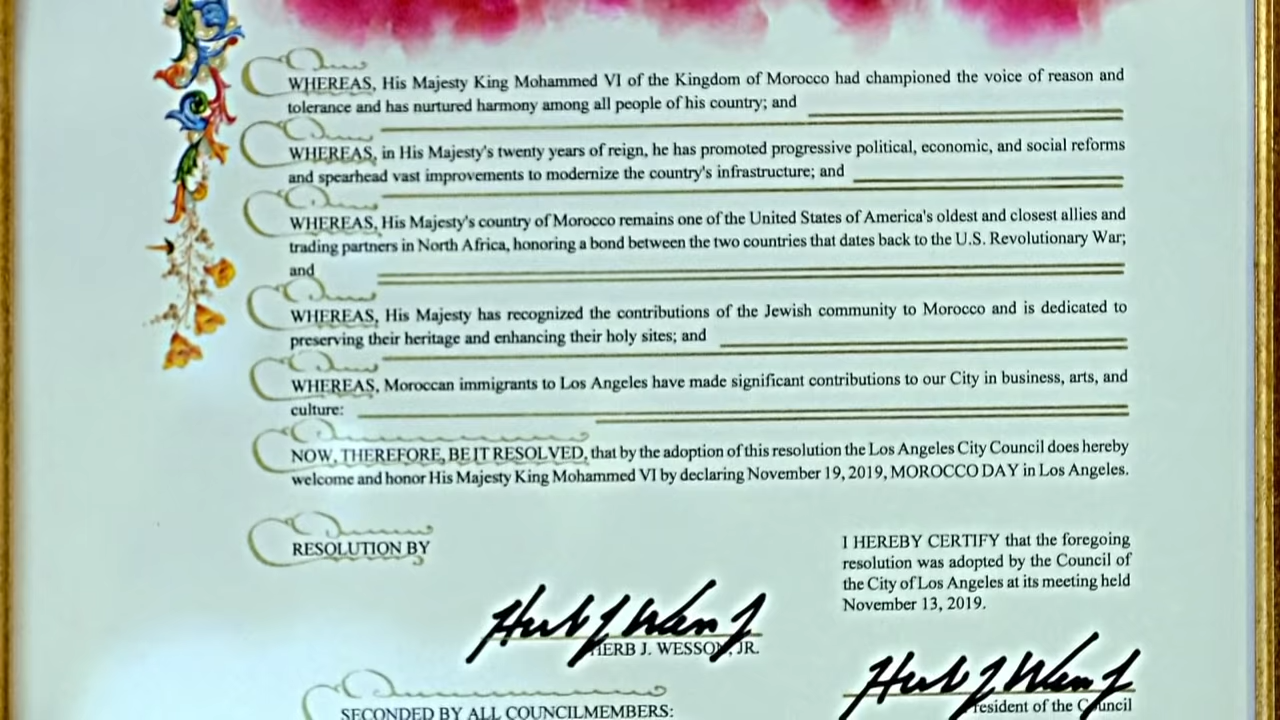 WHEREAS, His Majesty King Mohammed VI of the Kingdom of Morocco had championed the voice of reason and
tolerance and has nurtured harmony among all people of his country; and
WHEREAS, in His Majesty's twenty years of reign, he has promoted progressive political, economic, and social reforms
and spearhead vast improvements to modernize the country's infrastructure; and
WHEREAS, His Majesty's country of Morocco remains one of the United States of America's oldest and closest allies and
trading partners in North Africa, honoring a bond between the two countries that dates back to the U.S. Revolutionary War;
and
WHEREAS, His Majesty has recognized the contributions of the Jewish community to Morocco and is dedicated to
preserving their heritage and enhancing their holy sites; and
WHEREAS, Moroccan immigrants to Los Angeles have made significant contributions to our City in business, arts, and
culture:
NOW, THEREFORE, BE IT RESOLVED, that by the adoption of this resolution the Los Angeles City Council does hereby
welcome and honor His Majesty King Mohammed VI by declaring November 19, 2019, MOROCCO DAY in Los Angeles.
RESOLUTION BY
HERB J. WESSON, JR.
I HEREBY CERTIFY that the foregoing
resolution was adopted by the Council of
the City of Los Angeles at its meeting held
November 13, 2019.
President of the Council
SECONDED BY ALL COUNCILMEMBERS: